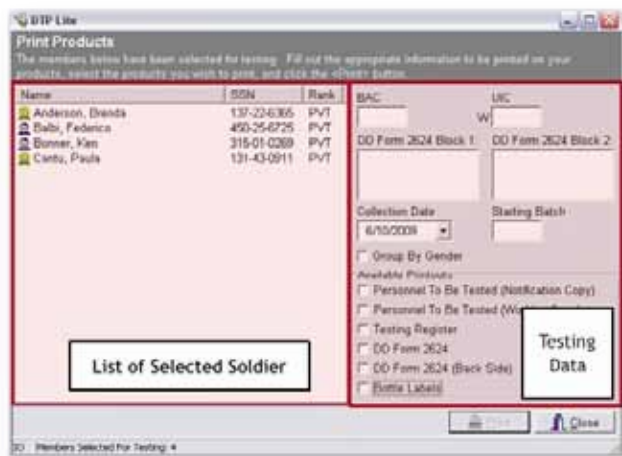 DTP Lite
Print Products
The members below have been selected for testing. Fill out the appropriate information to be printed on your
products, select the products you wish to print, and click the <Print> button.
Name SSN Rank
Anderson, Brenda 137-22-6365 PVT
Balbi, Federico 450-25-6725 PVT
Bonner, Ken 315-01-0269 PVT
Cantu, Paula 131-43-0911 PVT
List of Selected Soldier
BAC UIC
W
DD Form 2624 Block 1 DD Form 2624 Block 2
Collection Date Starting Batch
6/10/2009
Group By Gender
Available Printouts
Personnel To Be Tested (Notification Copy)
Personnel To Be Tested
Testing Register
DD Form 2624
DD Form 2624 (Back Side)
Bottle Labels
Testing
Data
Print Close
Members Selected For Testing: 4